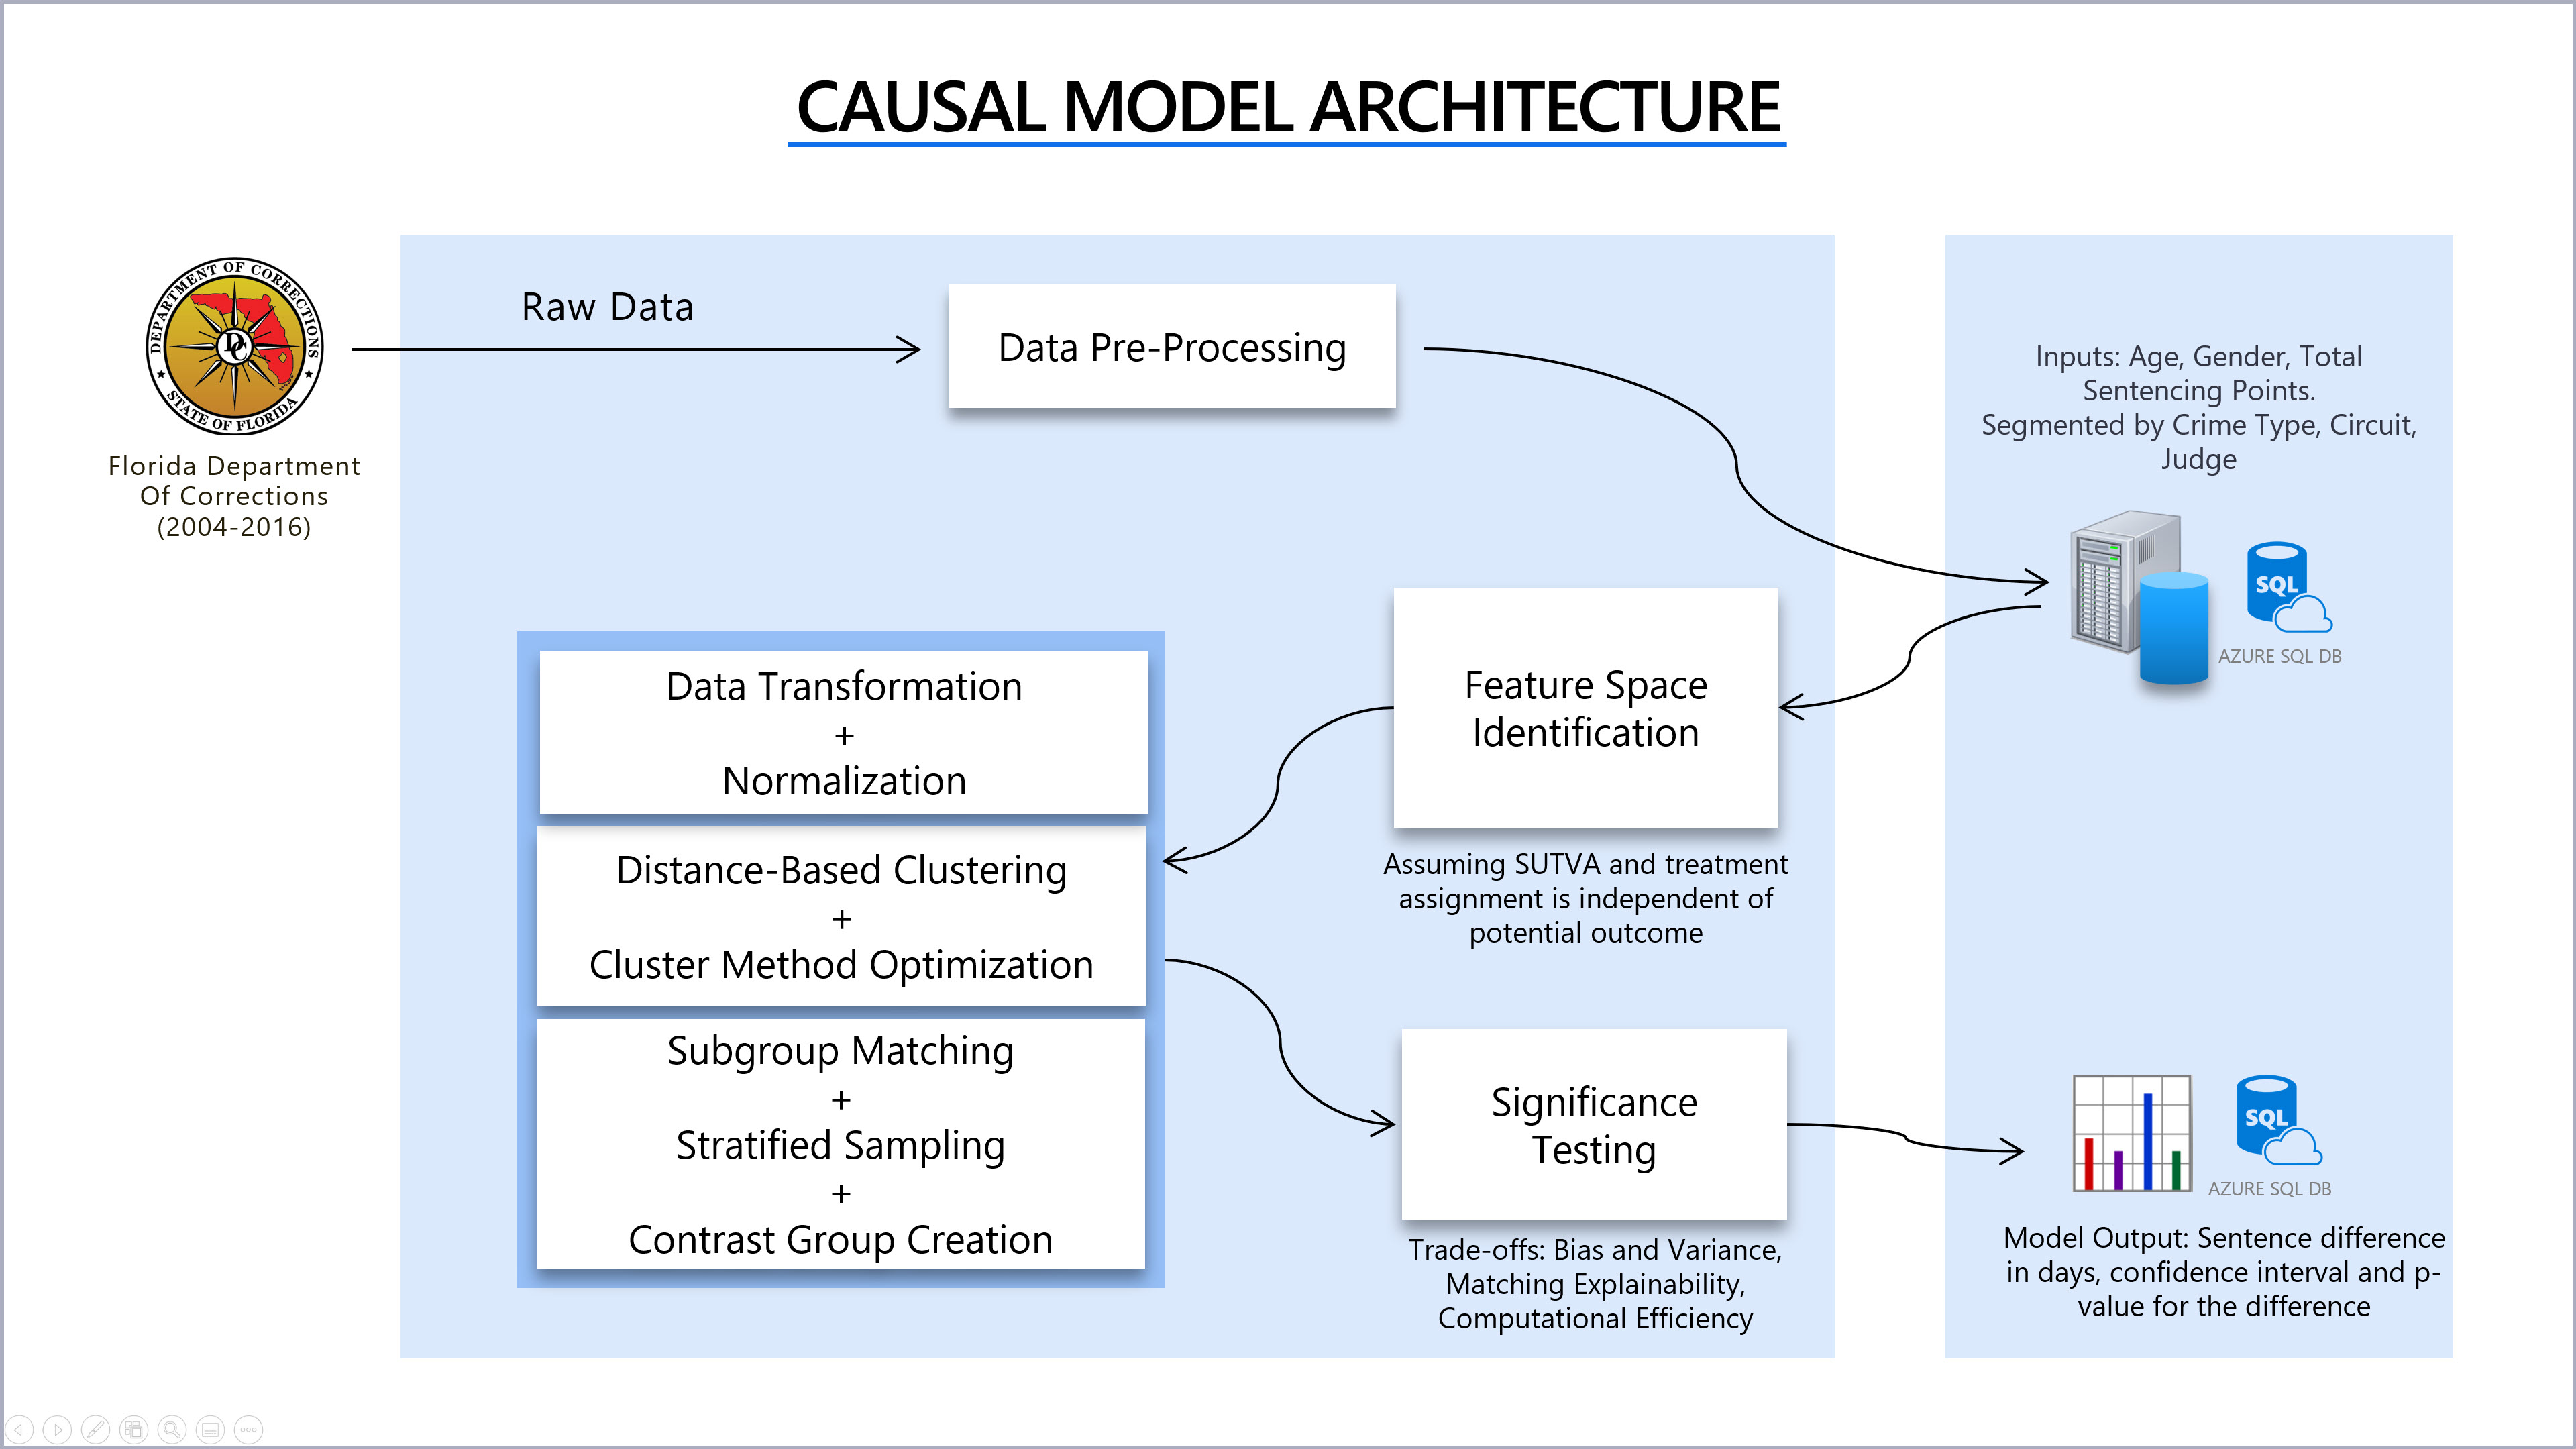 CAUSAL MODEL ARCHITECTURE
DEPARTMENT OF CORRECTIONS
DC
STATE OF FLORIDA
Florida Department
Of Corrections
(2004-2016)
Raw Data
Data Pre-Processing
Inputs: Age, Gender, Total
Sentencing Points.
Segmented by Crime Type, Circuit,
Judge
SQL
AZURE SQL DB
Feature Space
Identification
Assuming SUTVA and treatment
assignment is independent of
potential outcome
Data Transformation
+
Normalization
Distance-Based Clustering
+
Cluster Method Optimization
Subgroup Matching
+
Stratified Sampling
+
Contrast Group Creation
Significance
Testing
Trade-offs: Bias and Variance,
Matching Explainability,
Computational Efficiency
SQL
AZURE SQL DB
Model Output: Sentence difference
in days, confidence interval and p-
value for the difference